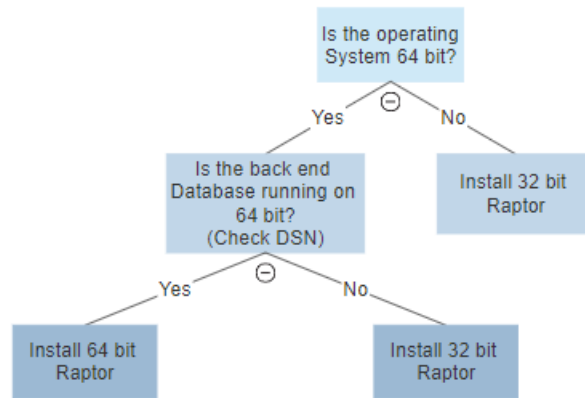 Is the operating
System 64 bit?
Yes
No
Is the back end
Database running on
64 bit?
(Check DSN)
Install 32 bit
Raptor
Yes
No
Install 64 bit
Raptor
Install 32 bit
Raptor